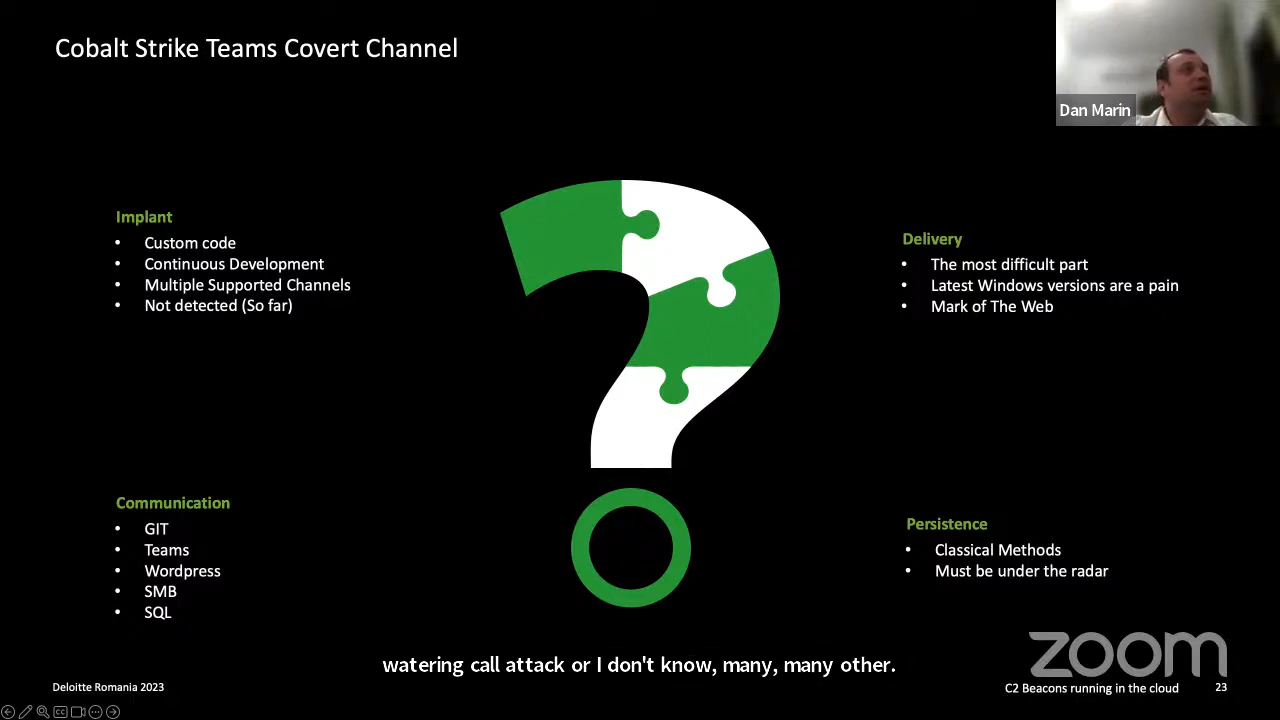 Cobalt Strike Teams Covert Channel
Dan Marin
Implant
• Custom code
• Continuous Development
• Multiple Supported Channels
• Not detected (So far)
Delivery
• The most difficult part
• Latest Windows versions are a pain
• Mark of The Web
Communication
• GIT
• Teams
• Wordpress
• SMB
• SQL
Persistence
• Classical Methods
• Must be under the radar
watering call attack or I don't know, many, many other.
zoom
Deloitte Romania 2023
C2 Beacons running in the cloud 23
CC